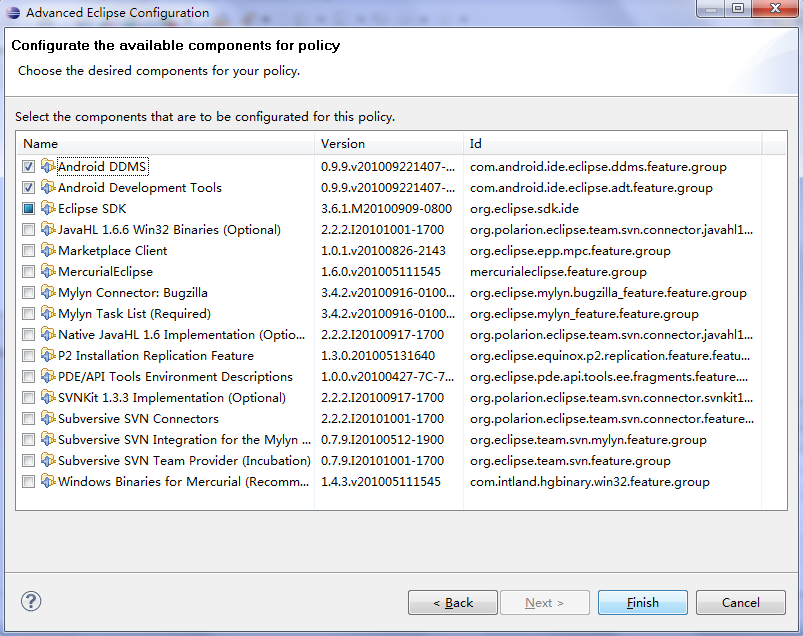 Advanced Eclipse Configuration
Configurate the available components for policy
Choose the desired components for your policy.
Select the components that are to be configurated for this policy.
Name Version Id
Android DDMS 0.9.9.v201009221407-... com.android.ide.eclipse.ddms.feature.group
Android Development Tools 0.9.9.v201009221407-... com.android.ide.eclipse.adt.feature.group
Eclipse SDK 3.6.1.M20100909-0800 org.eclipse.sdk.ide
JavaHL 1.6.6 Win32 Binaries (Optional) 2.2.2.I20101001-1700 org.polarion.eclipse.team.svn.connector.javahl1...
Marketplace Client 1.0.1.v20100826-2143 org.eclipse.epp.mpc.feature.group
MercurialEclipse 1.6.0.v201005111545 mercurialeclipse.feature.group
Mylyn Connector: Bugzilla 3.4.2.v20100916-0100... org.eclipse.mylyn.bugzilla_feature.feature.group
Mylyn Task List (Required) 3.4.2.v20100916-0100... org.eclipse.mylyn_feature.feature.group
Native JavaHL 1.6 Implementation (Optio... 2.2.2.I20100917-1700 org.polarion.eclipse.team.svn.connector.javahl1...
P2 Installation Replication Feature 1.3.0.201005131640 org.eclipse.equinox.p2.replication.feature.featu...
PDE/API Tools Environment Descriptions 1.0.0.v20100427-7C-7... org.eclipse.pde.api.tools.ee.fragments.feature....
SVNKit 1.3.3 Implementation (Optional) 2.2.2.I20100917-1700 org.polarion.eclipse.team.svn.connector.svnkit1...
Subversive SVN Connectors 2.2.2.I20101001-1700 org.polarion.eclipse.team.svn.connector.feature...
Subversive SVN Integration for the Mylyn ... 0.7.9.I20100512-1900 org.eclipse.team.svn.mylyn.feature.group
Subversive SVN Team Provider (Incubation) 0.7.9.I20101001-1700 org.eclipse.team.svn.feature.group
Windows Binaries for Mercurial (Recomm... 1.4.3.v201005111545 com.intland.hgbinary.win32.feature.group
? < Back Next > Finish Cancel